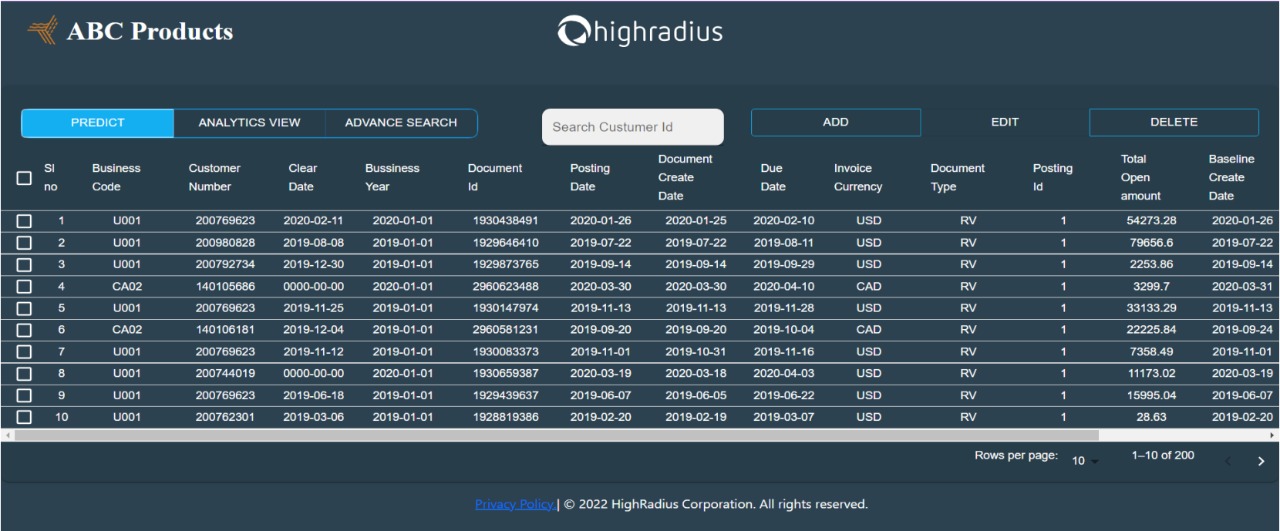 ABC Products
highradius
PREDICT ANALYTICS VIEW ADVANCE SEARCH Search Custumer Id ADD EDIT DELETE
Sl no Business Code Customer Number Clear Date Bussiness Year Document Id Posting Date Document Create Date Due Date Invoice Currency Document Type Posting Id Total Open amount Baseline Create Date
1 U001 200769623 2020-02-11 2020-01-01 1930438491 2020-01-26 2020-01-25 2020-02-10 USD RV 1 54273.28 2020-01-26
2 U001 200980828 2019-08-08 2019-01-01 1929646410 2019-07-22 2019-07-22 2019-08-11 USD RV 1 79656.6 2019-07-22
3 U001 200792734 2019-12-30 2019-01-01 1929873765 2019-09-14 2019-09-14 2019-09-29 USD RV 1 2253.86 2019-09-14
4 CA02 140105686 0000-00-00 2020-01-01 2960623488 2020-03-30 2020-03-30 2020-04-10 CAD RV 1 3299.7 2020-03-31
5 U001 200769623 2019-11-25 2019-01-01 1930147974 2019-11-13 2019-11-13 2019-11-28 USD RV 1 33133.29 2019-11-13
6 CA02 140106181 2019-12-04 2019-01-01 2960581231 2019-09-20 2019-09-20 2019-10-04 CAD RV 1 22225.84 2019-09-24
7 U001 200769623 2019-11-12 2019-01-01 1930083373 2019-11-01 2019-10-31 2019-11-16 USD RV 1 7358.49 2019-11-01
8 U001 200744019 0000-00-00 2020-01-01 1930659387 2020-03-19 2020-03-18 2020-04-03 USD RV 1 11173.02 2020-03-19
9 U001 200769623 2019-06-18 2019-01-01 1929439637 2019-06-07 2019-06-05 2019-06-22 USD RV 1 15995.04 2019-06-07
10 U001 200762301 2019-03-06 2019-01-01 1928819386 2019-02-20 2019-02-19 2019-03-07 USD RV 1 28.63 2019-02-20
Rows per page: 10 1–10 of 200
Privacy Policy | © 2022 HighRadius Corporation. All rights reserved.